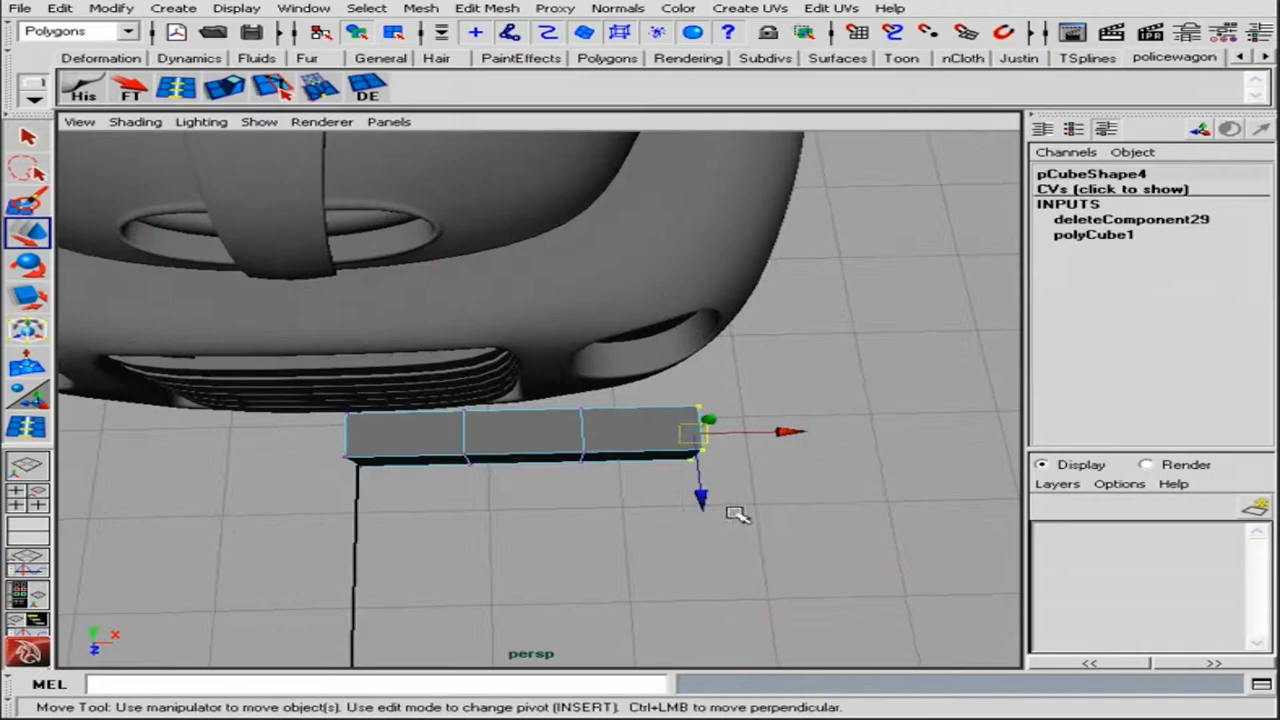 File Edit Modify Create Display Window Select Mesh Edit Mesh Proxy Normals Color Create UVs Edit UVs Help
Polygons
Deformation Dynamics Fluids Fur General Hair PaintEffects Polygons Rendering Subdivs Surfaces Toon nCloth Justin TSplines policewagon
His FT DE
View Shading Lighting Show Renderer Panels
Channels Object
pCubeShape4
CVs (click to show)
INPUTS
deleteComponent29
polyCube1
Display Render
Layers Options Help
y x
z
persp
<< >>
MEL
Move Tool: Use manipulator to move object(s). Use edit mode to change pivot (INSERT). Ctrl+LMB to move perpendicular.